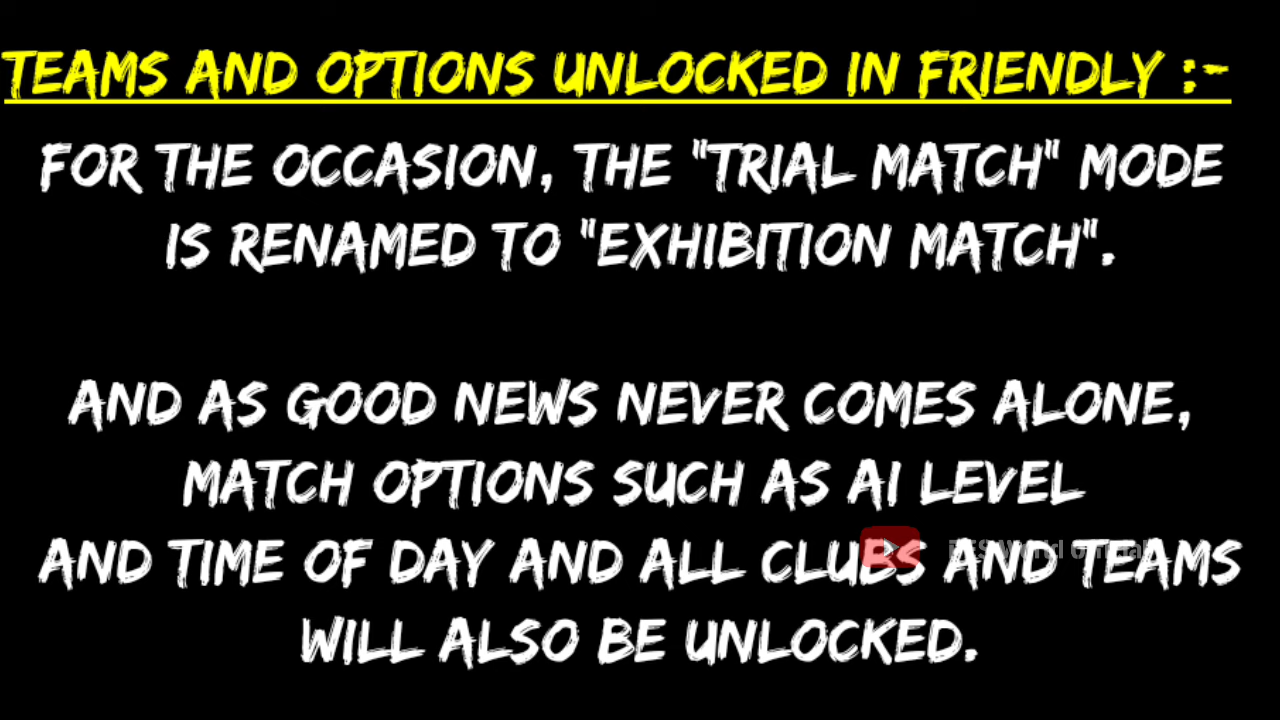 TEAMS AND OPTIONS UNLOCKED IN FRIENDLY :-
FOR THE OCCASION, THE "TRIAL MATCH" MODE
IS RENAMED TO "EXHIBITION MATCH".
AND AS GOOD NEWS NEVER COMES ALONE,
MATCH OPTIONS SUCH AS AI LEVEL
AND TIME OF DAY AND ALL CLUBS AND TEAMS
WILL ALSO BE UNLOCKED.